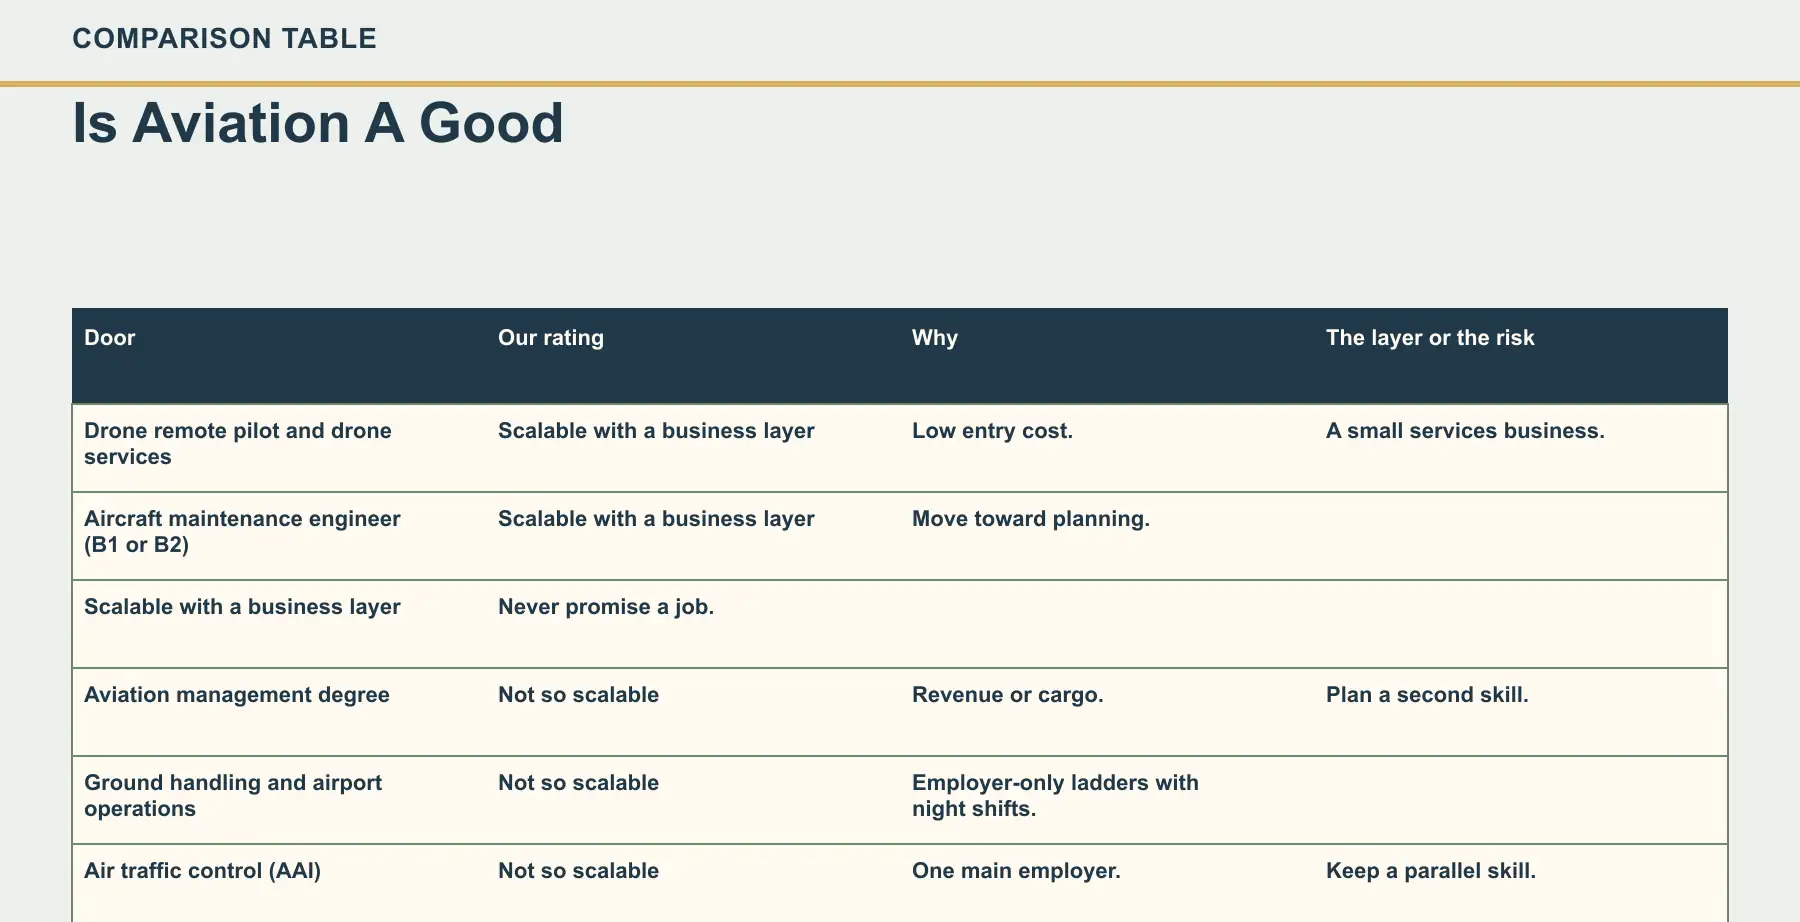 COMPARISON TABLE
Is Aviation A Good
Door Our rating Why The layer or the risk
Drone remote pilot and drone Scalable with a business layer Low entry cost. A small services business.
services
Aircraft maintenance engineer Scalable with a business layer Move toward planning.
(B1 or B2)
Scalable with a business layer Never promise a job.
Aviation management degree Not so scalable Revenue or cargo. Plan a second skill.
Ground handling and airport Not so scalable Employer-only ladders with
operations night shifts.
Air traffic control (AAI) Not so scalable One main employer. Keep a parallel skill.